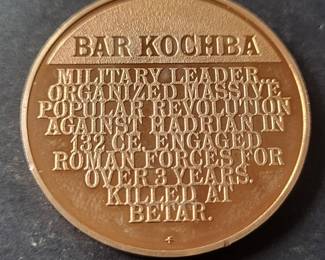 BAR KOCHBA
MILITARY LEADER...
ORGANIZED MASSIVE
POPULAR REVOLUTION
AGAINST HADRIAN IN
132 CE. ENGAGED
ROMAN FORCES FOR
OVER 3 YEARS.
KILLED AT
BETAR.